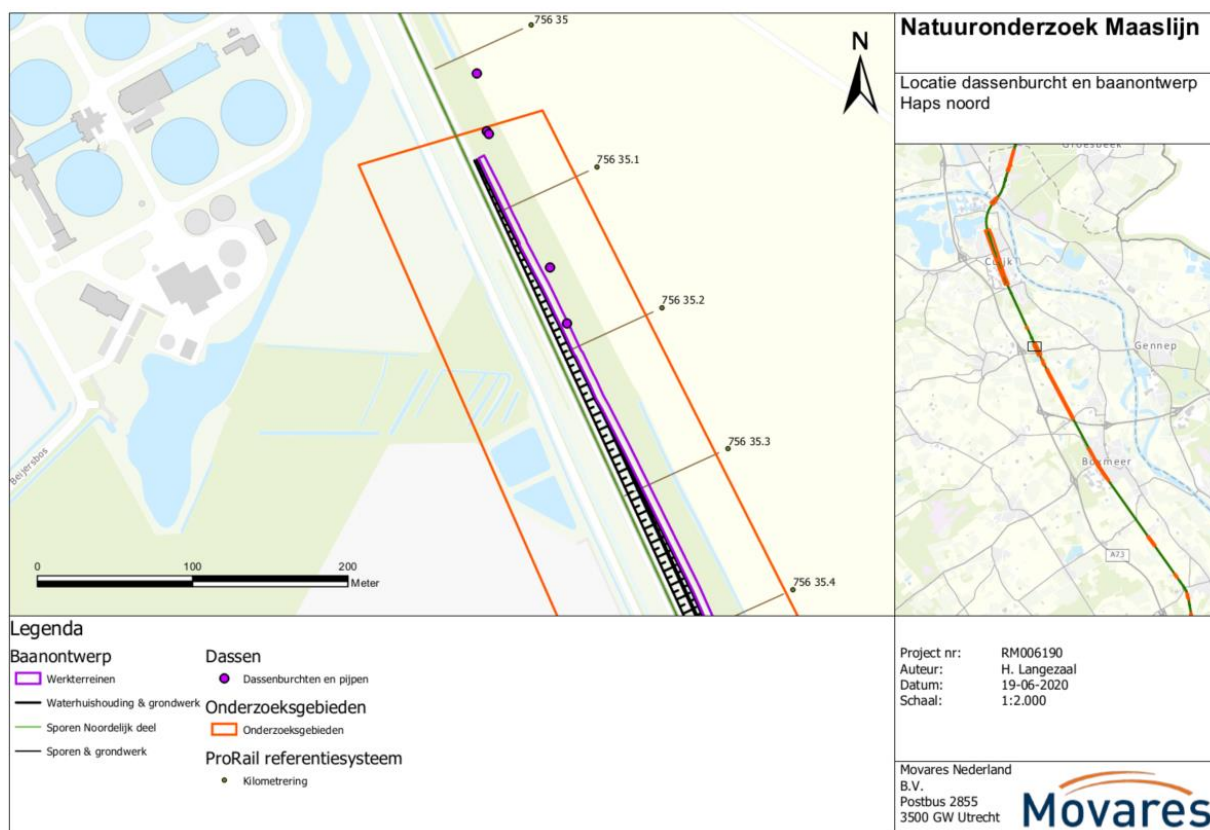 Natuuronderzoek Maaslijn
Locatie dassenburcht en baanontwerp
Haps noord
N
756 35
756 35.1
756 35.2
756 35.3
756 35.4
Beijersbos
0 100 200
Meter
Groesbeek
Cuijk
Gennep
Boxmeer
A73
Legenda
Baanontwerp
Werkterreinen
Waterhuishouding & grondwerk
Sporen Noordelijk deel
Sporen & grondwerk
Dassen
Dassenburchten en pijpen
Onderzoeksgebieden
Onderzoeksgebieden
ProRail referentiesysteem
Kilometrering
Project nr: RM006190
Auteur: H. Langezaal
Datum: 19-06-2020
Schaal: 1:2.000
Movares Nederland
B.V.
Postbus 2855
3500 GW Utrecht
Movares